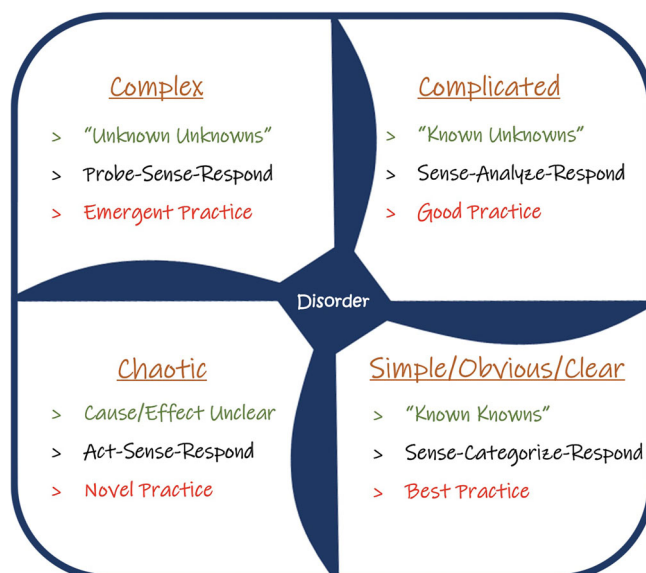 Complex
> "Unknown Unknowns"
> Probe-Sense-Respond
> Emergent Practice
Complicated
> "Known Unknowns"
> Sense-Analyze-Respond
> Good Practice
Disorder
Chaotic
> Cause/Effect Unclear
> Act-Sense-Respond
> Novel Practice
Simple/Obvious/Clear
> "Known Knowns"
> Sense-Categorize-Respond
> Best Practice